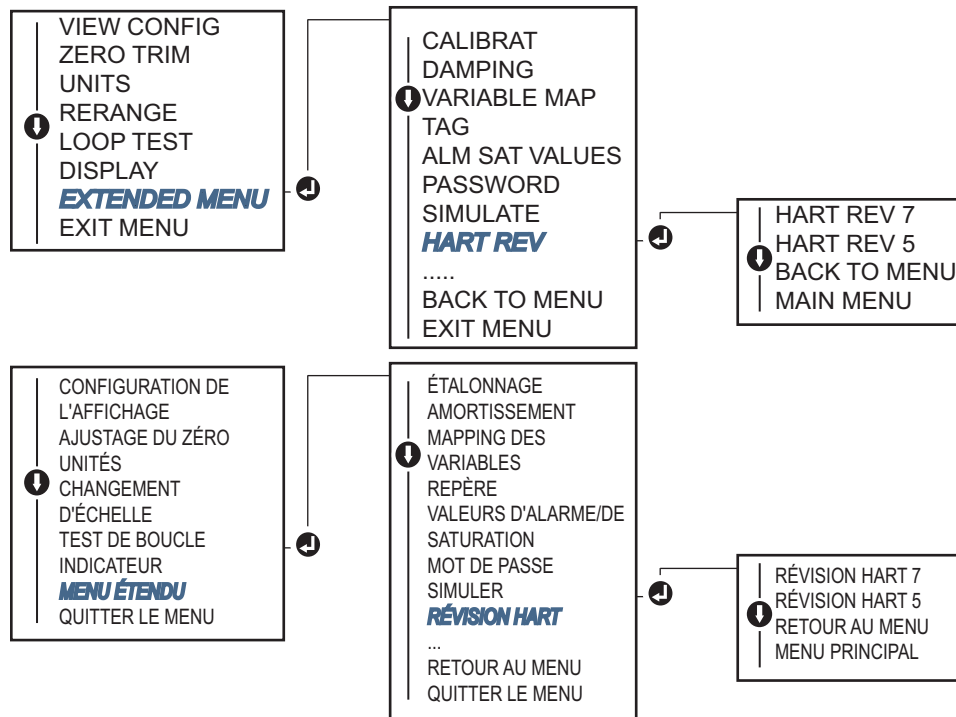 VIEW CONFIG
ZERO TRIM
UNITS
RERANGE
LOOP TEST
DISPLAY
EXTENDED MENU
EXIT MENU
CALIBRAT
DAMPING
VARIABLE MAP
TAG
ALM SAT VALUES
PASSWORD
SIMULATE
HART REV
.....
BACK TO MENU
EXIT MENU
HART REV 7
HART REV 5
BACK TO MENU
MAIN MENU
CONFIGURATION DE
L'AFFICHAGE
AJUSTAGE DU ZÉRO
UNITÉS
CHANGEMENT
D'ÉCHELLE
TEST DE BOUCLE
INDICATEUR
MENU ÉTENDU
QUITTER LE MENU
ÉTALONNAGE
AMORTISSEMENT
MAPPING DES
VARIABLES
REPÈRE
VALEURS D'ALARME/DE
SATURATION
MOT DE PASSE
SIMULER
RÉVISION HART
...
RETOUR AU MENU
QUITTER LE MENU
RÉVISION HART 7
RÉVISION HART 5
RETOUR AU MENU
MENU PRINCIPAL